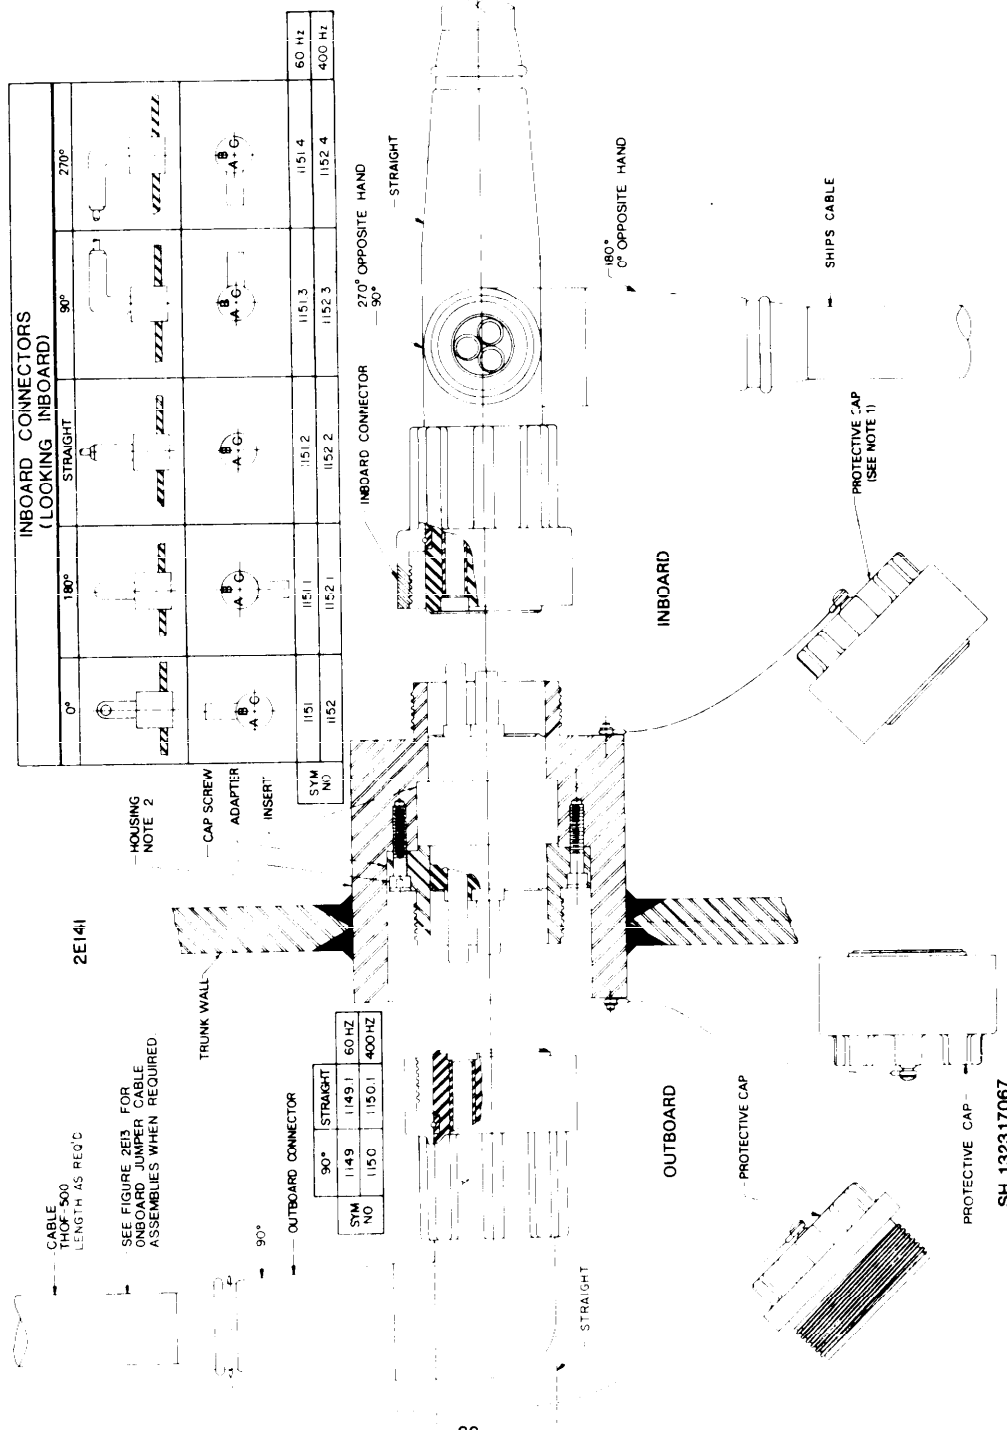 INBOARD CONNECTORS
(LOOKING INBOARD)
0° 180° STRAIGHT 90° 270°
B
A C
B
A C
B
A C
B
A C
B
A C
SYM
NO
1151 1151.1 1151.2 1151.3 1151.4 60 Hz
1152 1152.1 1152.2 1152.3 1152.4 400 Hz
2E141
HOUSING
NOTE 2
CAP SCREW
ADAPTER
INSERT
TRUNK WALL
CABLE
THOF-500
LENGTH AS REQ'D
SEE FIGURE 2E13 FOR
ONBOARD JUMPER CABLE
ASSEMBLIES WHEN REQUIRED
90°
OUTBOARD CONNECTOR
90° STRAIGHT
SYM
NO
1149 1149.1 60 HZ
1150 1150.1 400 HZ
STRAIGHT
INBOARD CONNECTOR
270° OPPOSITE HAND
90°
STRAIGHT
180°
0° OPPOSITE HAND
SHIPS CABLE
PROTECTIVE CAP
(SEE NOTE 1)
INBOARD
OUTBOARD
PROTECTIVE CAP
PROTECTIVE CAP
SH 132317067